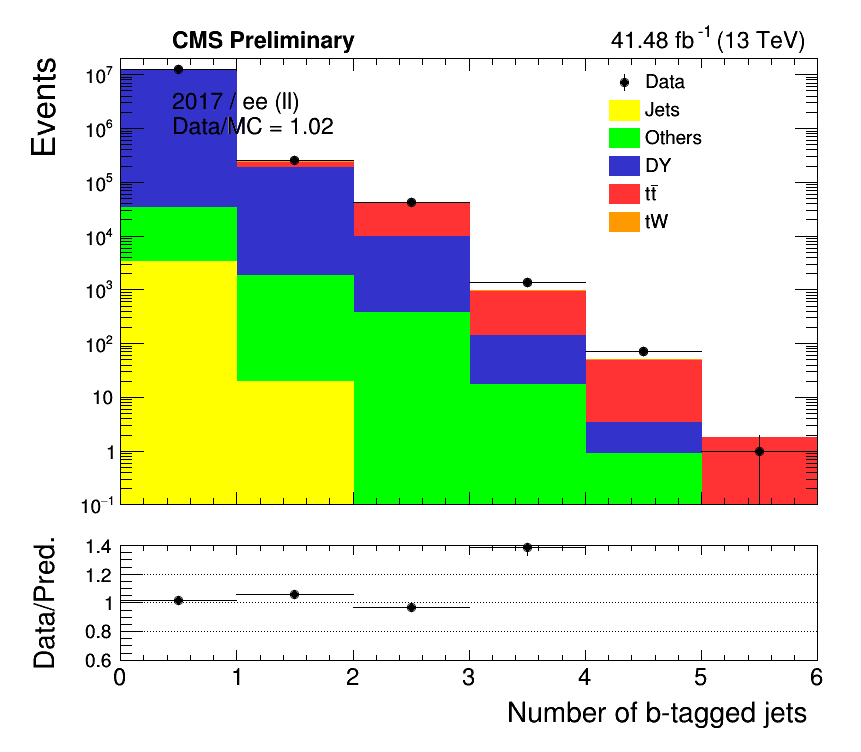 CMS Preliminary
41.48 fb⁻¹ (13 TeV)
Events
10⁷
10⁶
10⁵
10⁴
10³
10²
10
1
10⁻¹
2017 / ee (ll)
Data/MC = 1.02
Data
Jets
Others
DY
tt̄
tW
Data/Pred.
1.4
1.2
1
0.8
0.6
0 1 2 3 4 5 6
Number of b-tagged jets